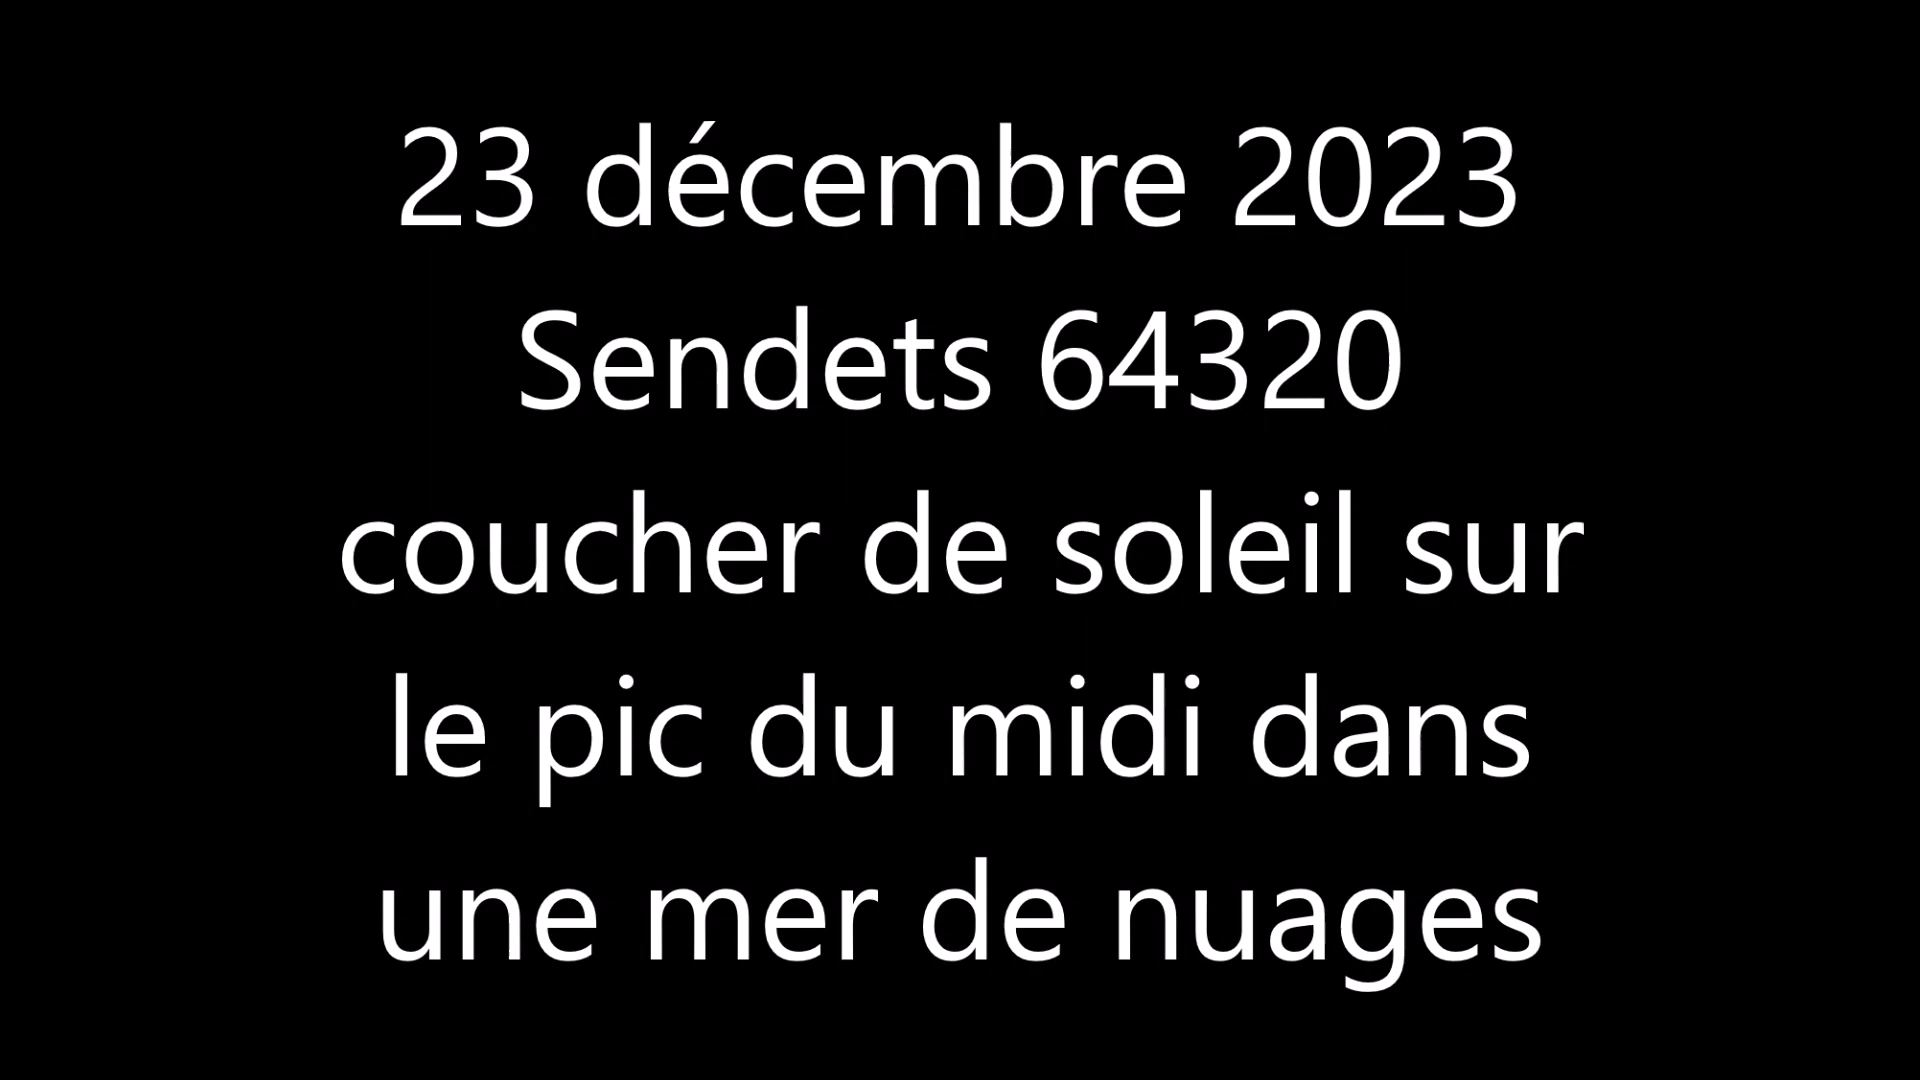 23 décembre 2023
Sendets 64320
coucher de soleil sur
le pic du midi dans
une mer de nuages